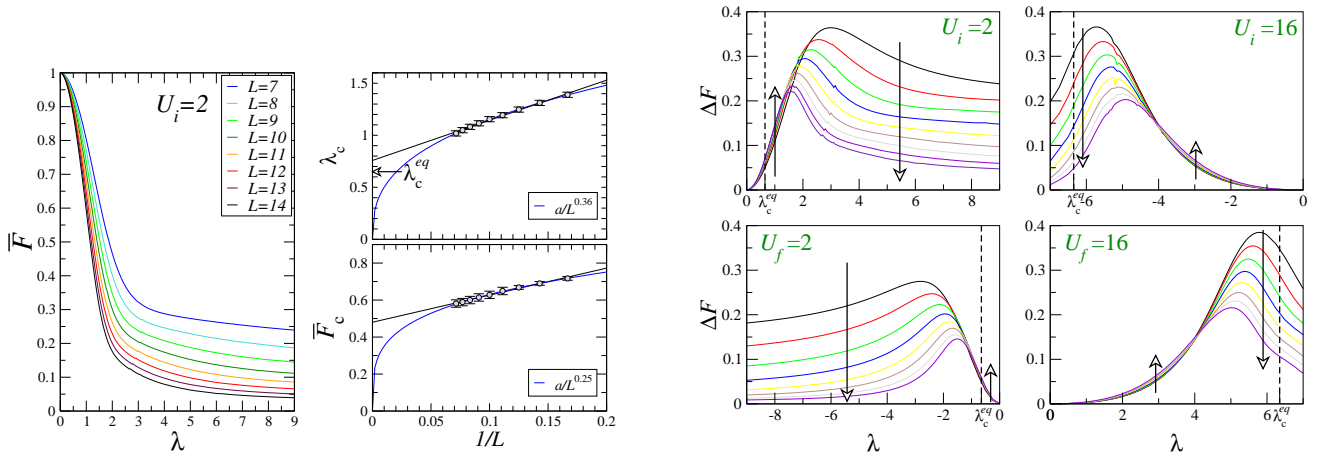 U_i=2
L=7
L=8
L=9
L=10
L=11
L=12
L=13
L=14
F̅
1
0.9
0.8
0.7
0.6
0.5
0.4
0.3
0.2
0.1
0
0 1 2 3 4 5 6 7 8 9
λ
λ_c
1.5
1
0.5
0
λ_c^{eq}
a/L^{0.36}
F̅_c
0.8
0.6
0.4
0.2
0
a/L^{0.25}
0 0.05 0.1 0.15 0.2
1/L
ΔF
0.4
0.3
0.2
0.1
0
U_i=2
λ_c^{eq} 2 4 6 8
U_i=16
λ_c^{eq} -6 -4 -2 0
ΔF
0.4
0.3
0.2
0.1
0
U_f=2
-8 -6 -4 -2 λ_c^{eq} 0
λ
U_f=16
0 2 4 6 λ_c^{eq}
λ